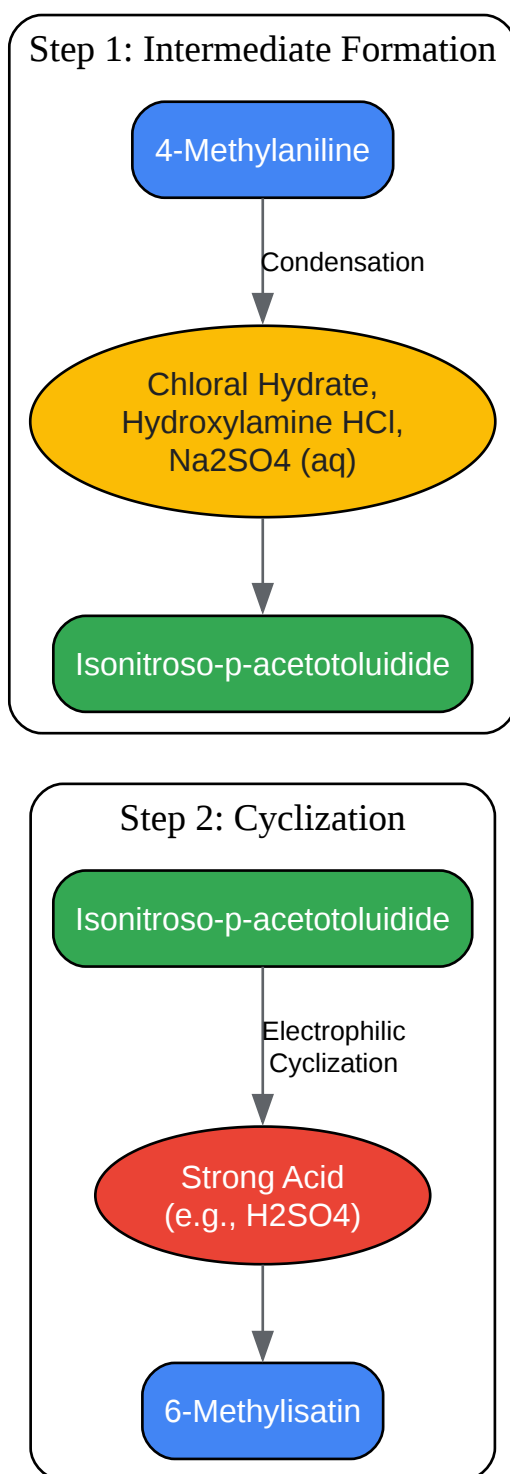 Step 1: Intermediate Formation
4-Methylaniline
Condensation
Chloral Hydrate,
Hydroxylamine HCl,
Na2SO4 (aq)
Isonitroso-p-acetotoluidide
Step 2: Cyclization
Isonitroso-p-acetotoluidide
Electrophilic
Cyclization
Strong Acid
(e.g., H2SO4)
6-Methylisatin